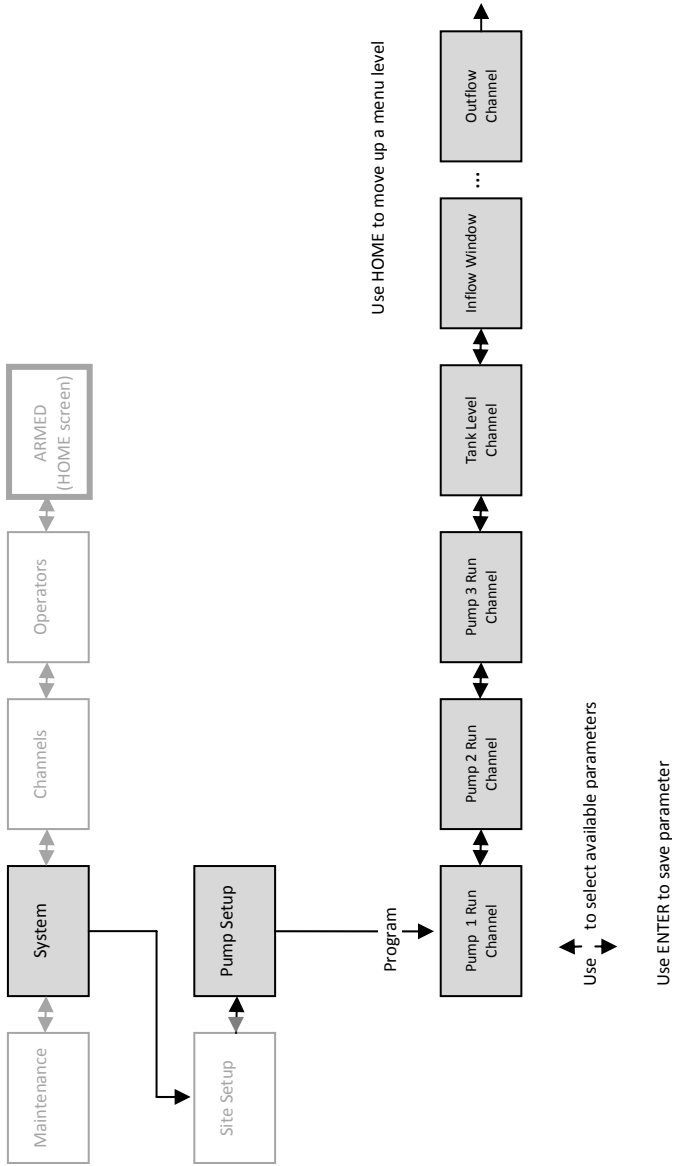 Maintenance
System
Channels
Operators
ARMED
(HOME screen)
Site Setup
Pump Setup
Program
Use HOME to move up a menu level
Pump 1 Run
Channel
Pump 2 Run
Channel
Pump 3 Run
Channel
Tank Level
Channel
Inflow Window
...
Outflow
Channel
Use to select available parameters
Use ENTER to save parameter